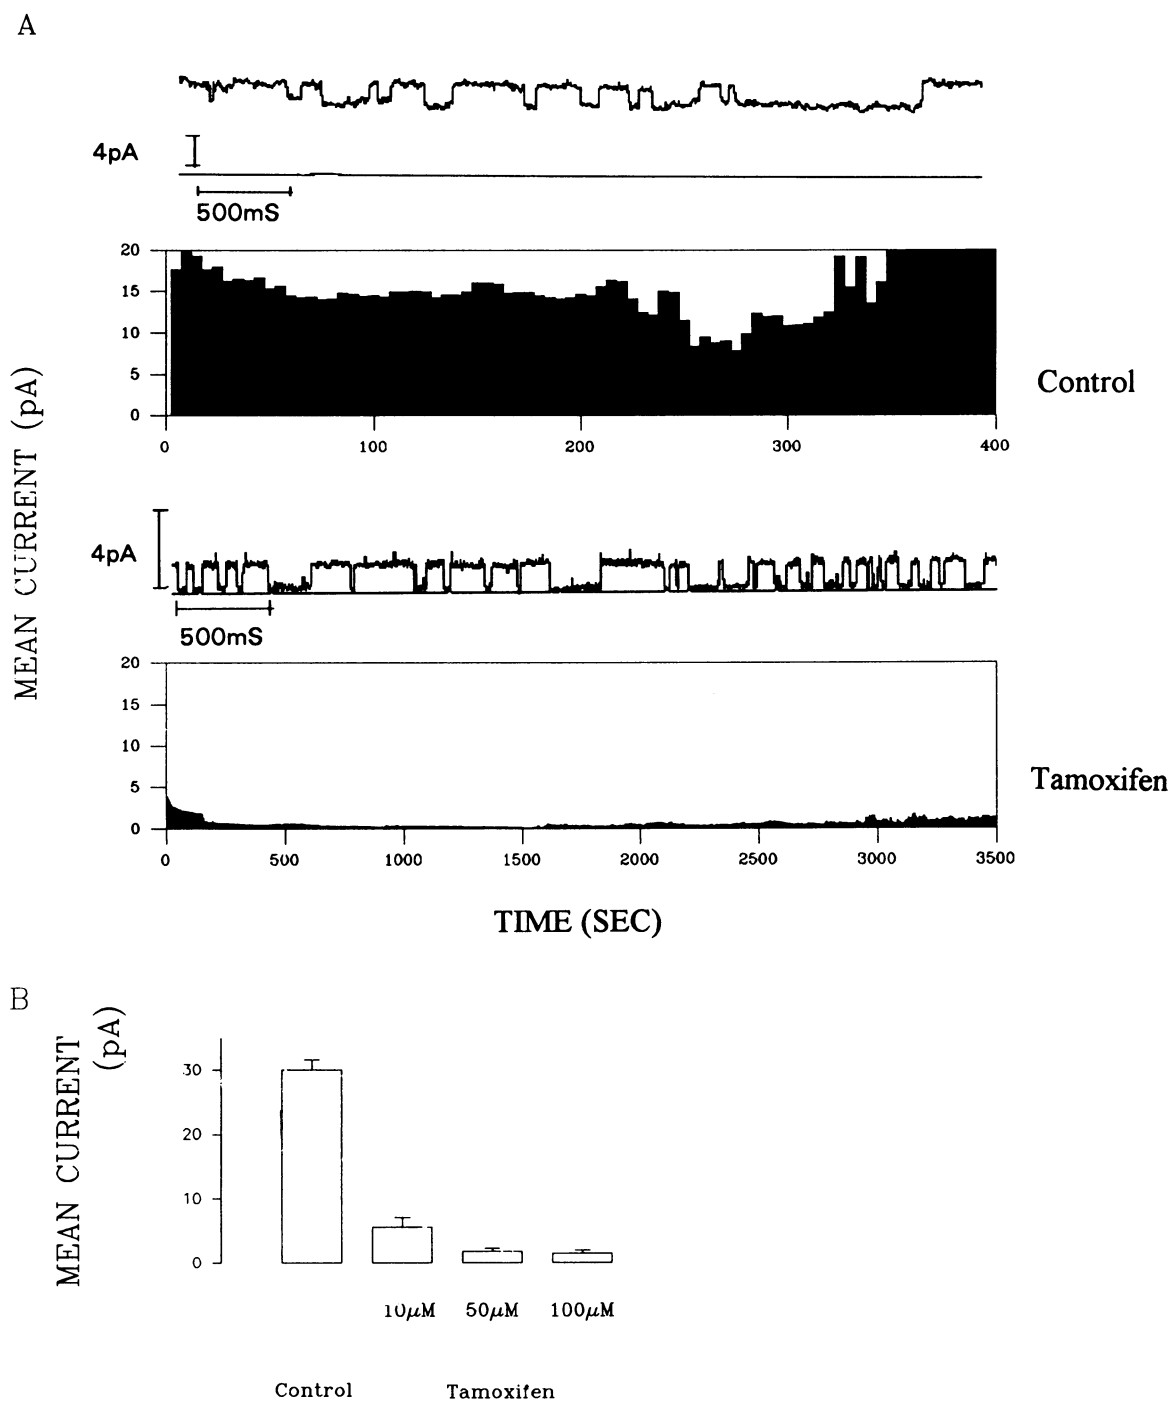 A
4pA
500mS
20
15
10
5
0
0 100 200 300 400
Control
MEAN CURRENT (pA)
4pA
500mS
20
15
10
5
0
0 500 1000 1500 2000 2500 3000 3500
Tamoxifen
TIME (SEC)
B
MEAN CURRENT
(pA)
30
20
10
0
10μM 50μM 100μM
Control Tamoxifen